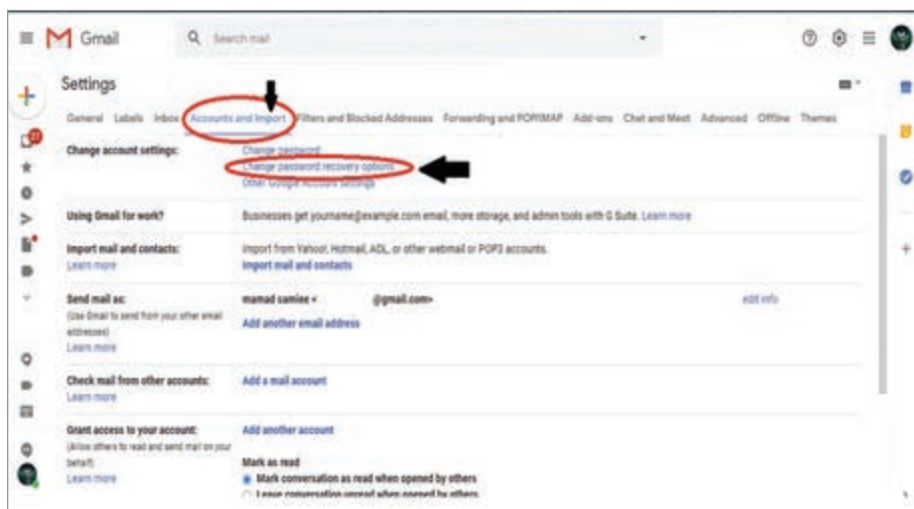 Gmail
Search mail
Settings
General Labels Inbox Accounts and Import Filters and Blocked Addresses Forwarding and POP/IMAP Add-ons Chat and Meet Advanced Offline Themes
Change account settings:
Change password
Change password recovery options
Other Google Account settings
Using Gmail for work?
Businesses get yourname@example.com email, more storage, and admin tools with G Suite. Learn more
Import mail and contacts:
Import from Yahoo!, Hotmail, AOL, or other webmail or POP3 accounts.
Learn more
Import mail and contacts
Send mail as:
mamad samiee < @gmail.com>
edit info
(Use Gmail to send from your other email
addresses)
Add another email address
Learn more
Check mail from other accounts:
Add a mail account
Learn more
Grant access to your account:
Add another account
(Allow others to read and send mail on your
behalf)
Learn more
Mark as read
Mark conversation as read when opened by others
Leave conversation unread when opened by others